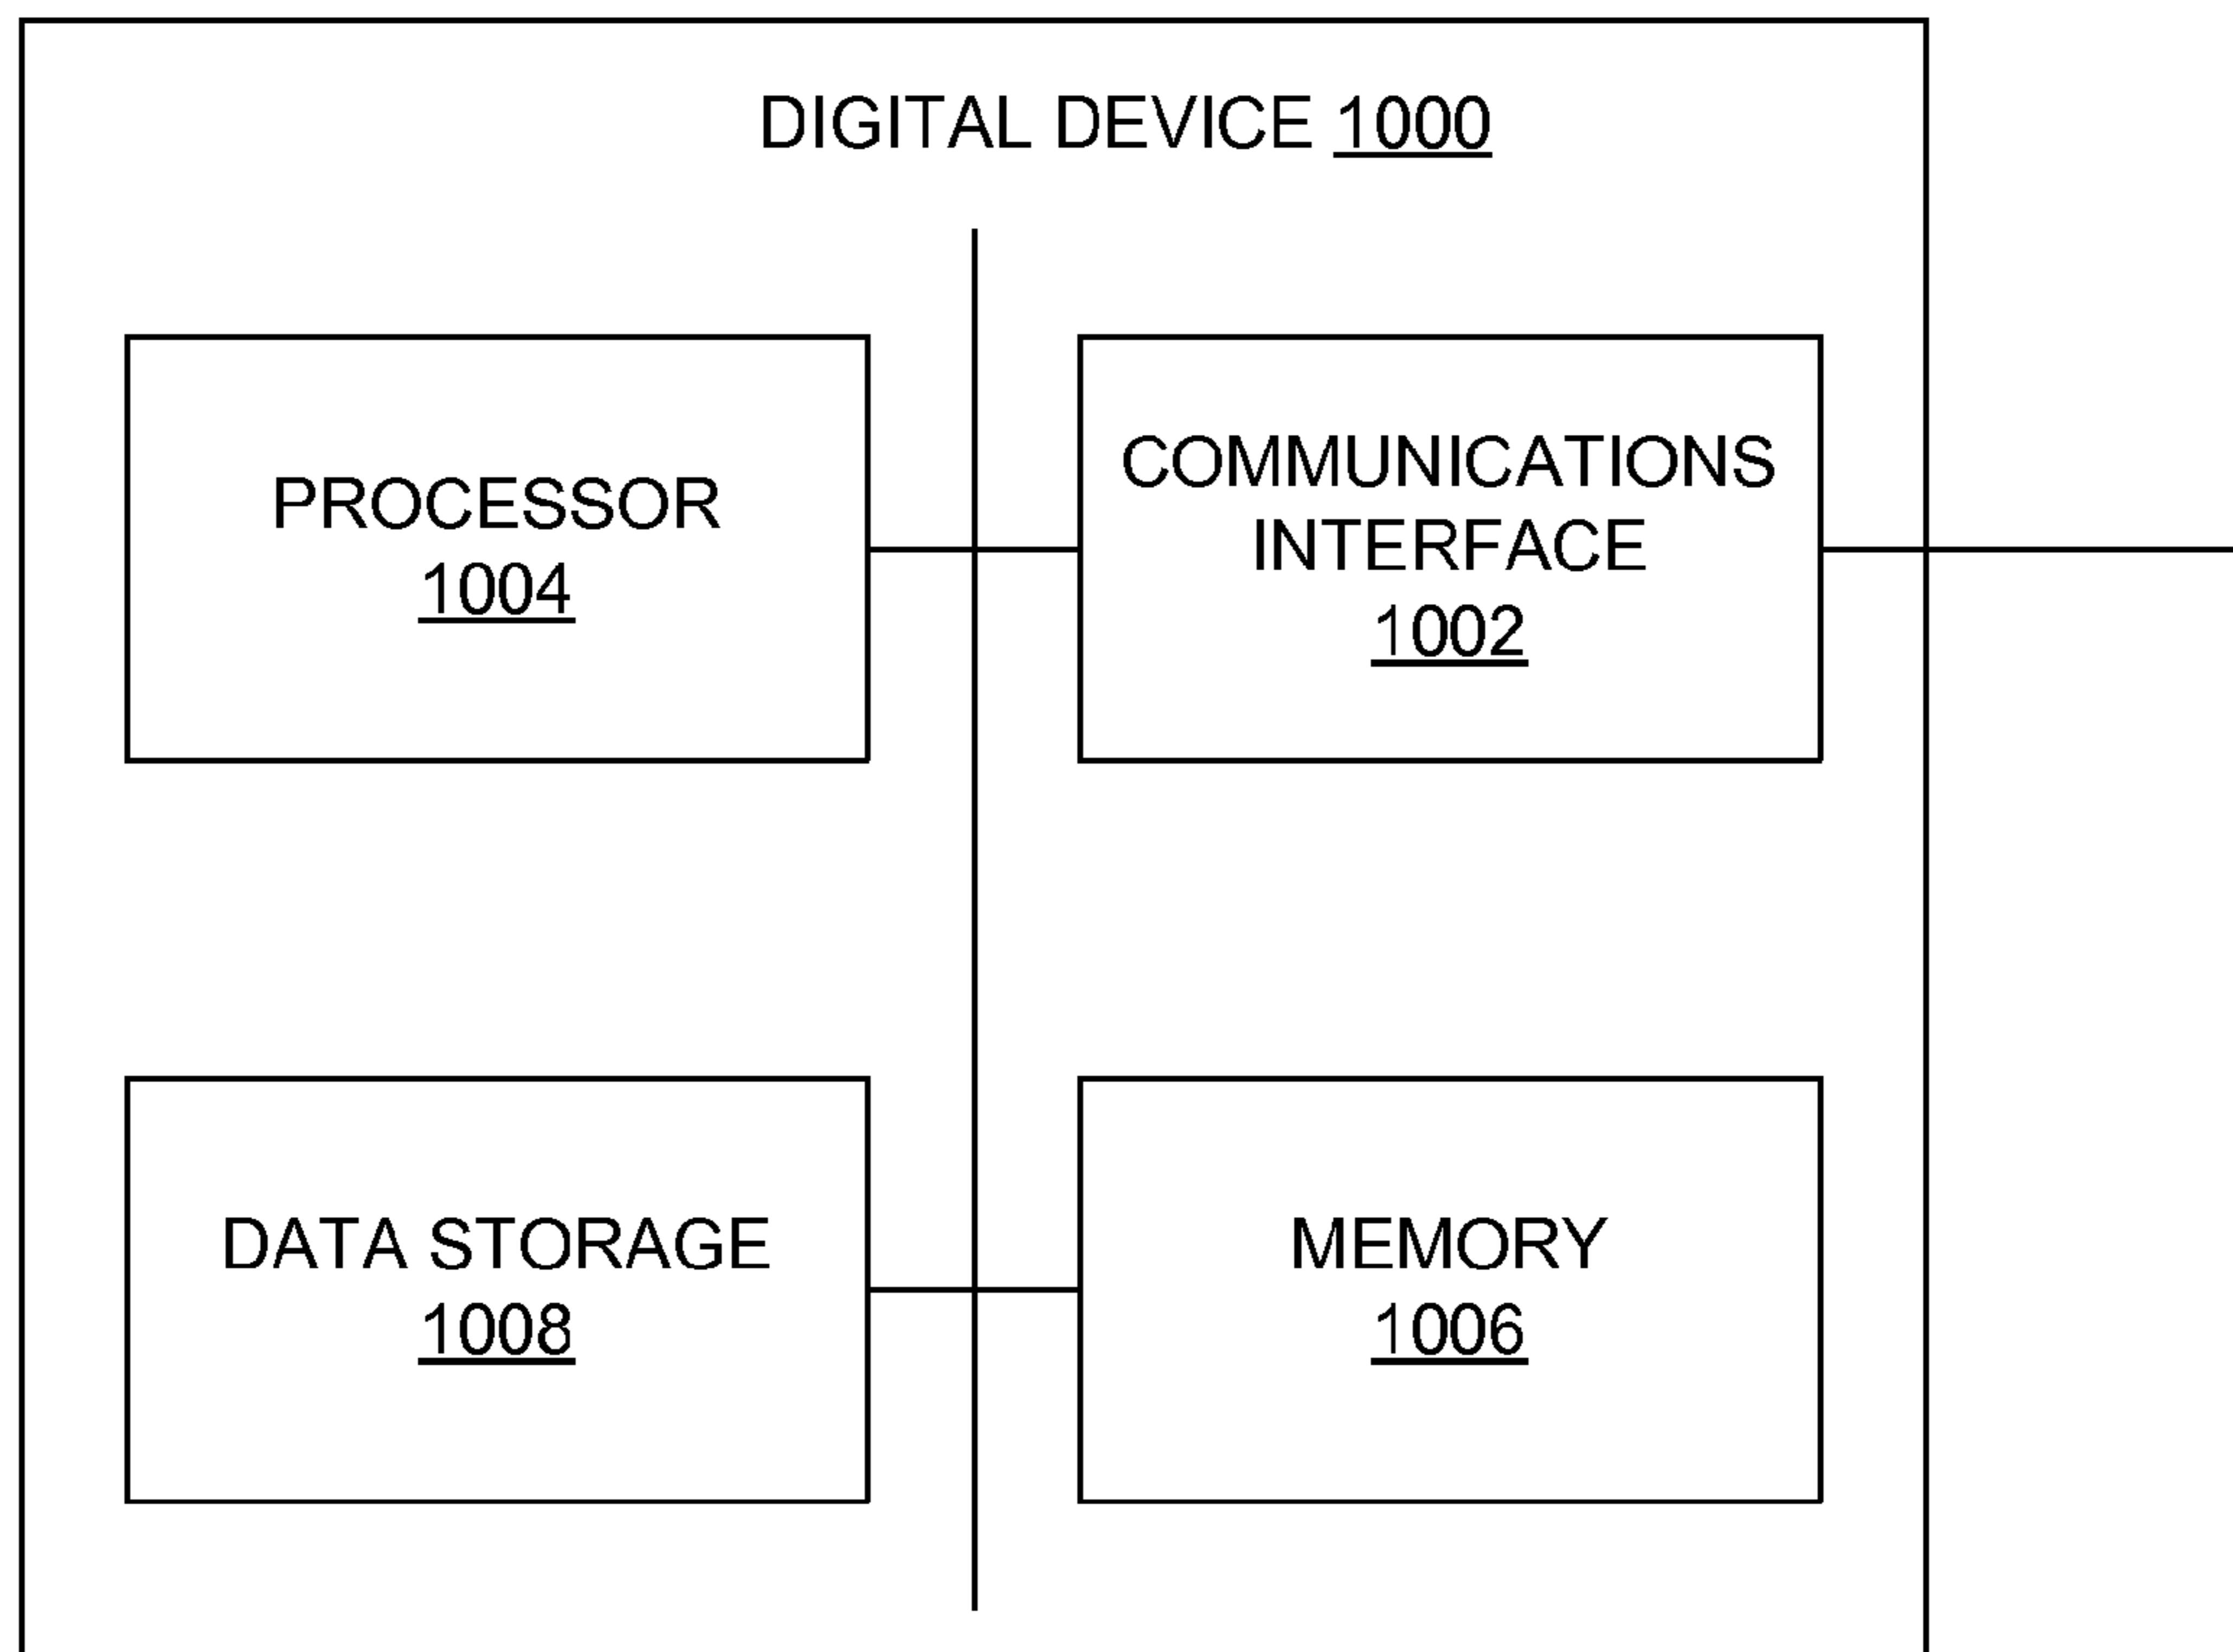 DIGITAL DEVICE 1000
PROCESSOR
1004
COMMUNICATIONS
INTERFACE
1002
DATA STORAGE
1008
MEMORY
1006